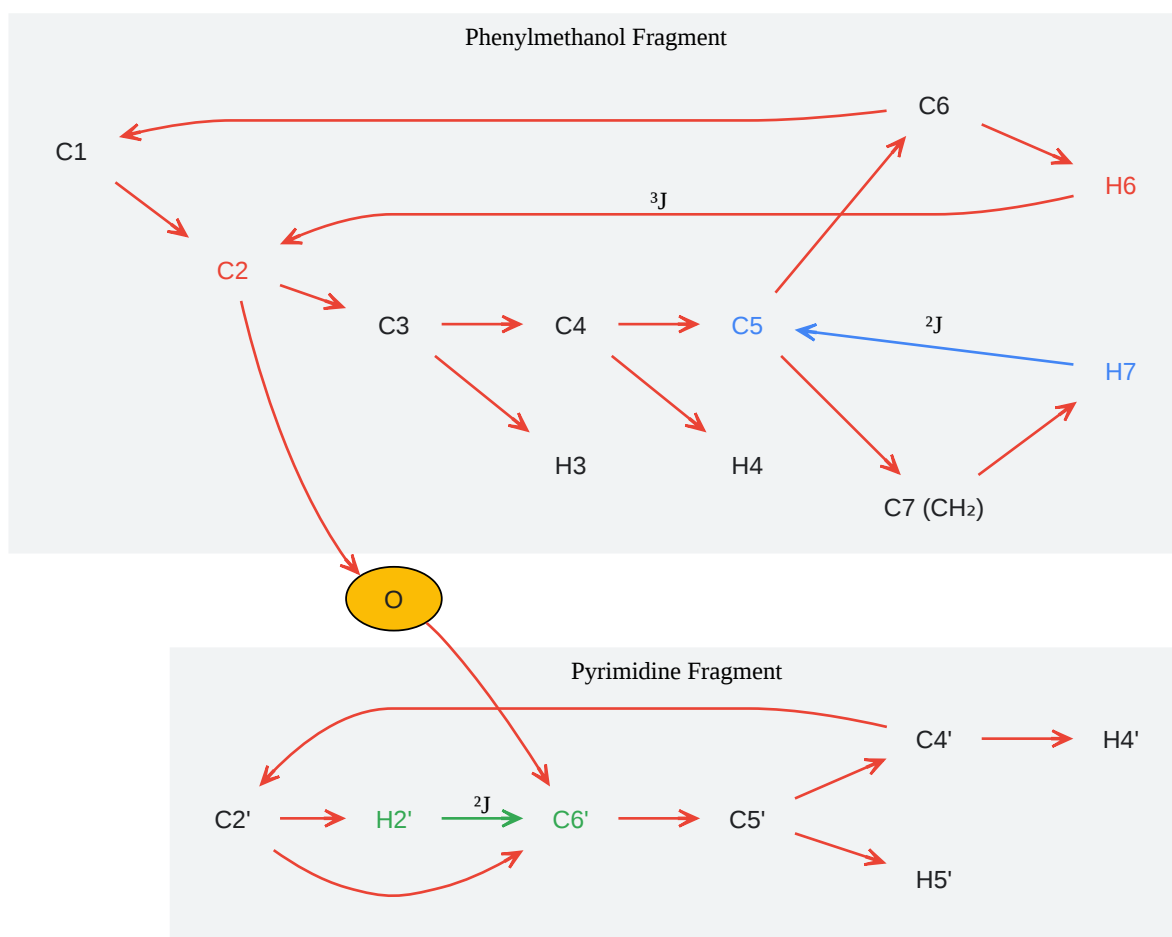 Phenylmethanol Fragment
C6
C1
H6
³J
C2
C3
C4
C5
²J
H7
H3
H4
C7 (CH₂)
O
Pyrimidine Fragment
C4'
H4'
C2'
H2'
²J
C6'
C5'
H5'